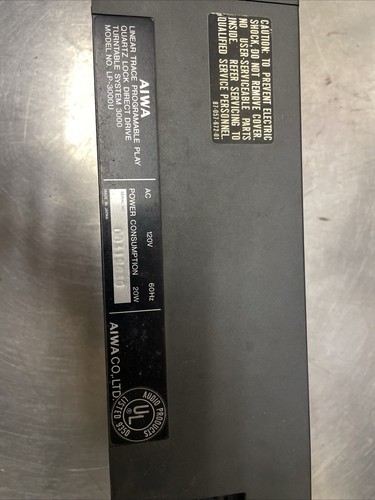 AIWA
LINEAR TRACE PROGRAMABLE PLAY
QUARTZ LOCK DIRECT DRIVE
TURNTABLE SYSTEM 3000
MODEL NO. LP-3000U
AC 120V 60Hz
POWER CONSUMPTION 20W
MADE IN JAPAN
AIWA CO., LTD.
AUDIO PRODUCTS
UL
®
LISTED
CAUTION: TO PREVENT ELECTRIC
SHOCK, DO NOT REMOVE COVER.
NO USER-SERVICEABLE PARTS
INSIDE. REFER SERVICING TO
QUALIFIED SERVICE PERSONNEL.